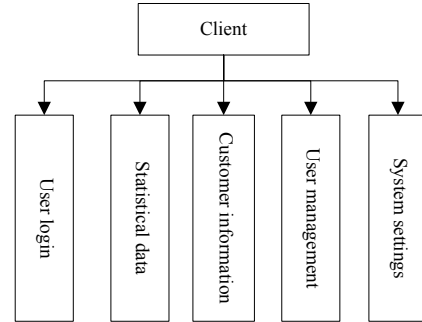 Client
User login
Statistical data
Customer information
User management
System settings